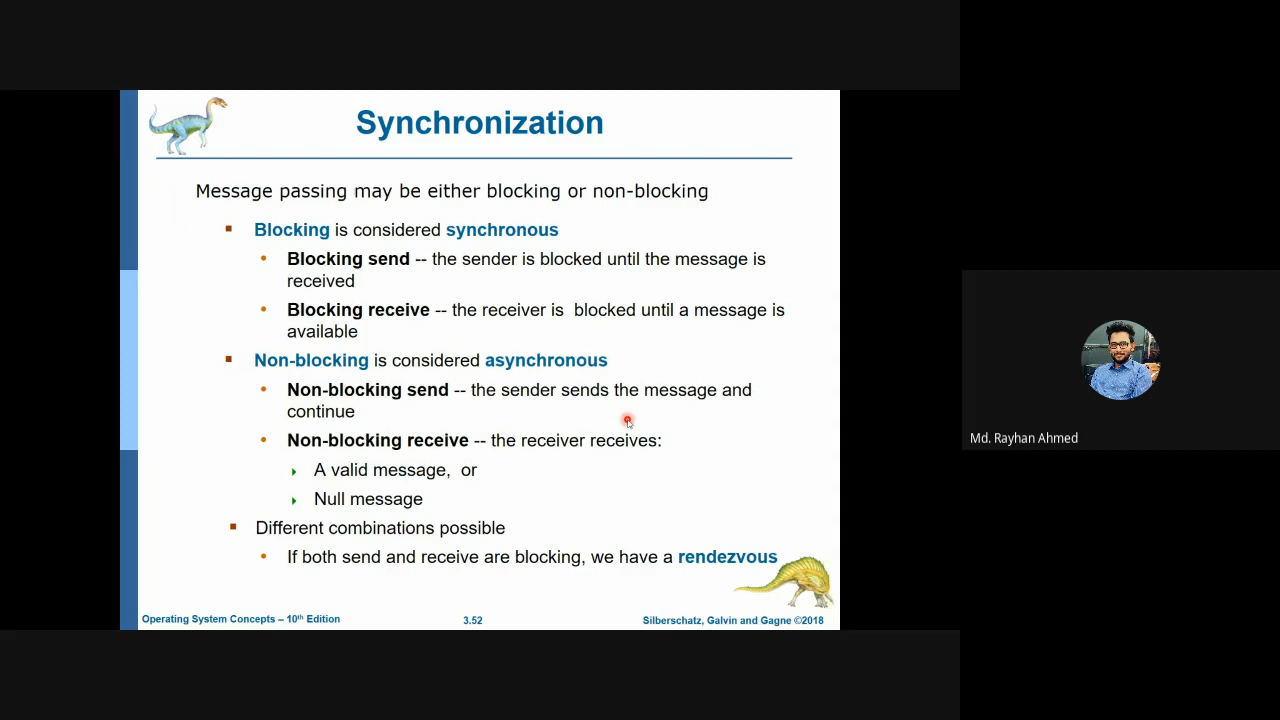 Synchronization
Message passing may be either blocking or non-blocking
Blocking is considered synchronous
Blocking send -- the sender is blocked until the message is
received
Blocking receive -- the receiver is  blocked until a message is
available
Non-blocking is considered asynchronous
Non-blocking send -- the sender sends the message and
continue
Non-blocking receive -- the receiver receives:
A valid message,  or
Null message
Different combinations possible
If both send and receive are blocking, we have a rendezvous
Operating System Concepts – 10th Edition
3.52
Silberschatz, Galvin and Gagne ©2018
Md. Rayhan Ahmed